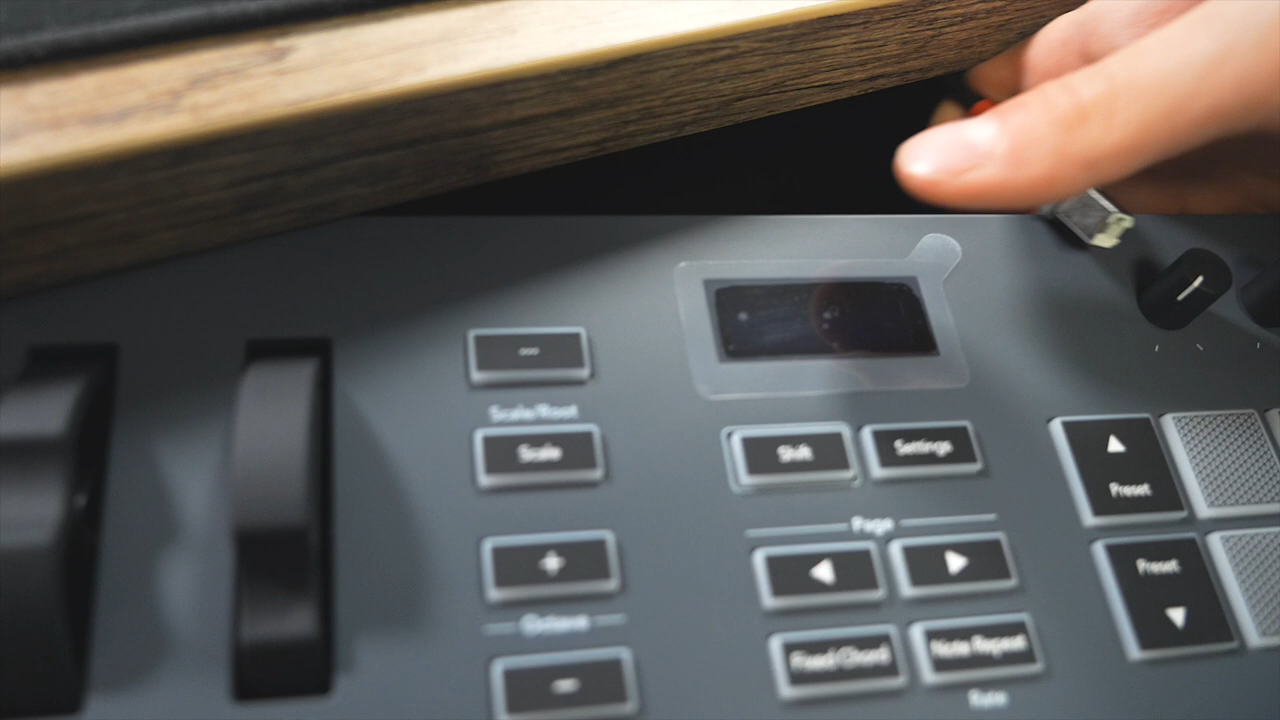 ...
Scale/Root
Scale
+
Octave
−
Shift
Settings
Page
Fixed Chord
Note Repeat
Rate
Preset
Preset